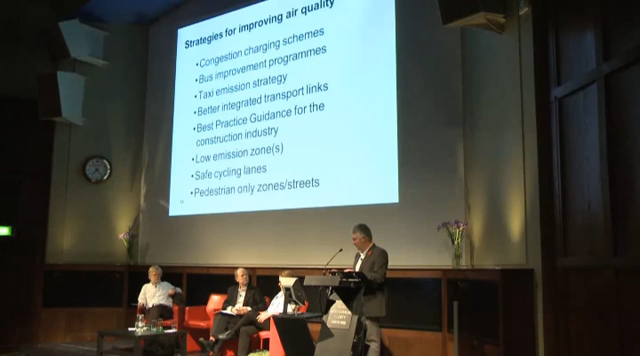 Strategies for improving air quality
•Congestion charging schemes
•Bus improvement programmes
•Taxi emission strategy
•Better integrated transport links
•Best Practice Guidance for the
construction industry
•Low emission zone(s)
•Safe cycling lanes
•Pedestrian only zones/streets